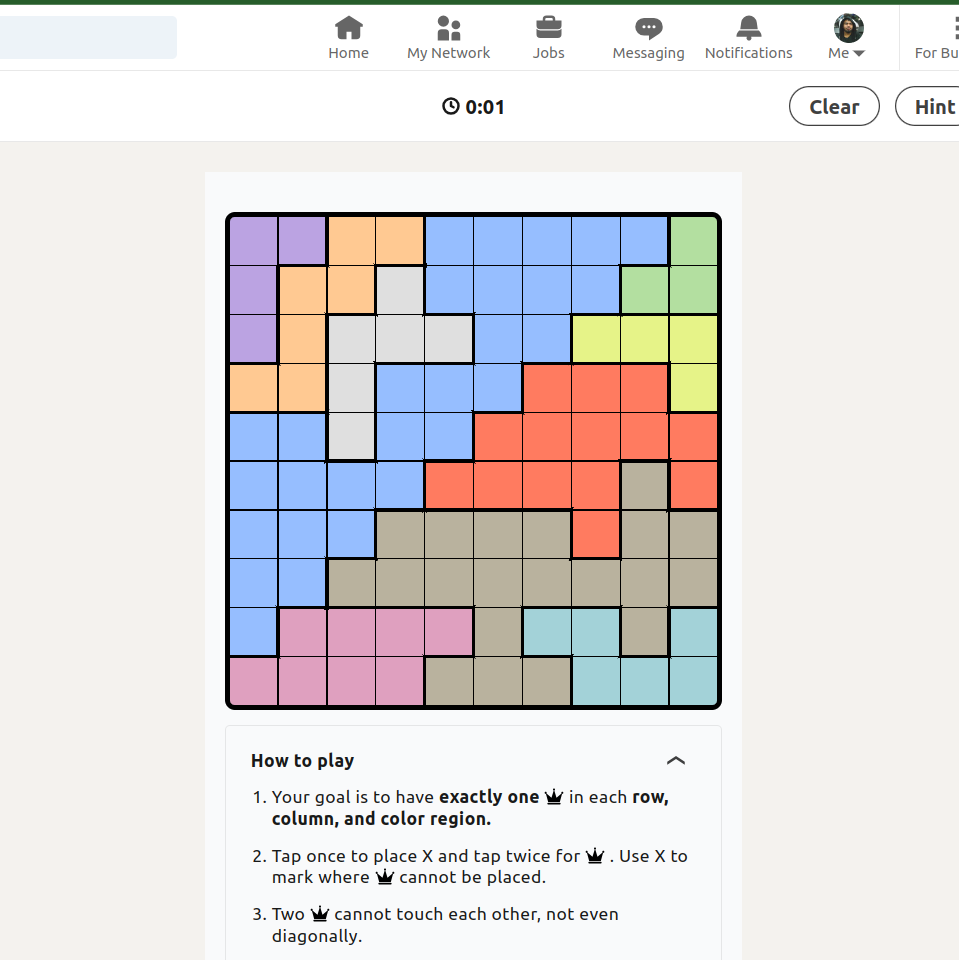 Home
My Network
Jobs
Messaging
Notifications
Me
For Bu
0:01
Clear
Hint
How to play
1. Your goal is to have exactly one in each row,
column, and color region.
2. Tap once to place X and tap twice for . Use X to
mark where cannot be placed.
3. Two cannot touch each other, not even
diagonally.